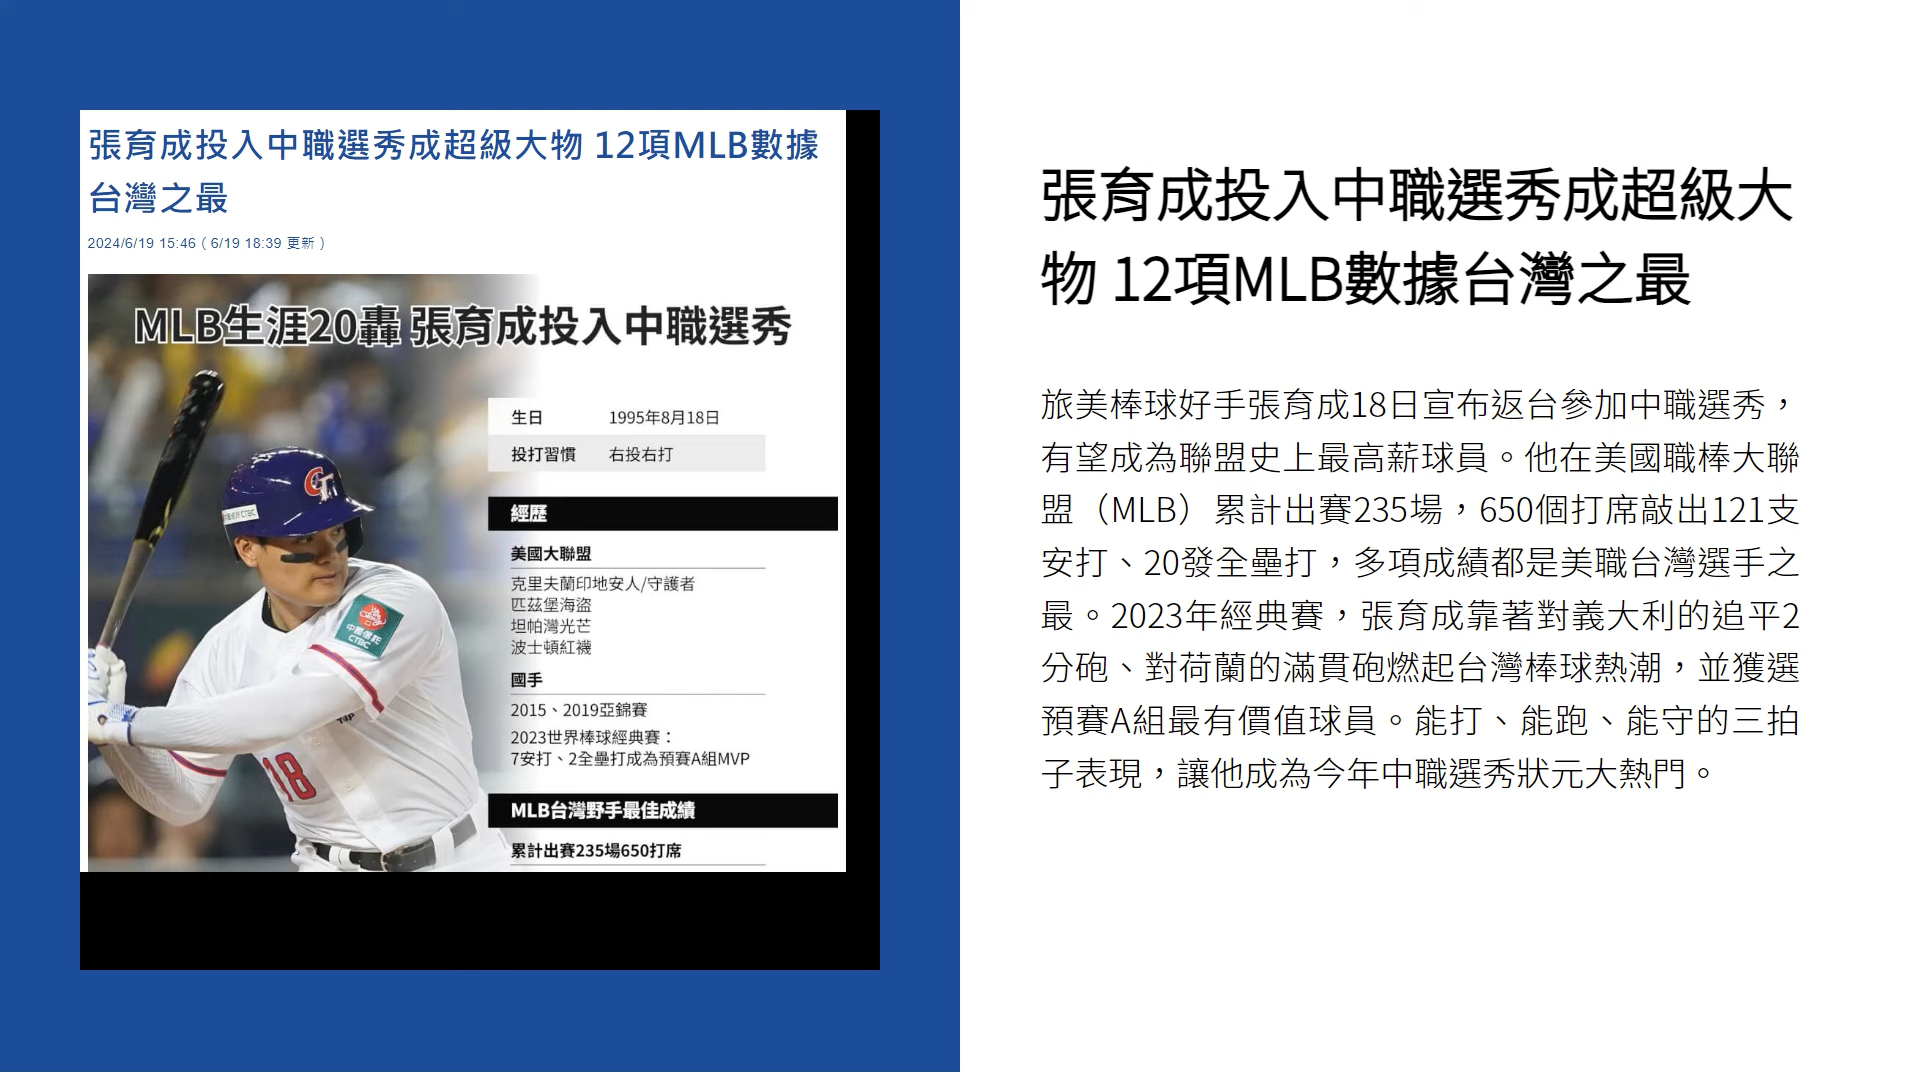 張育成投入中職選秀成超級大物 12項MLB數據
台灣之最
2024/6/19 15:46（6/19 18:39 更新）
MLB生涯20轟 張育成投入中職選秀
生日 1995年8月18日
投打習慣 右投右打
經歷
美國大聯盟
克里夫蘭印地安人/守護者
匹茲堡海盜
坦帕灣光芒
波士頓紅襪
國手
2015、2019亞錦賽
2023世界棒球經典賽：
7安打、2全壘打成為預賽A組MVP
MLB台灣野手最佳成績
累計出賽235場650打席
CT
中國信託 CTBC
中國信託
CTBC
18
張育成投入中職選秀成超級大
物 12項MLB數據台灣之最
旅美棒球好手張育成18日宣布返台參加中職選秀，
有望成為聯盟史上最高薪球員。他在美國職棒大聯
盟（MLB）累計出賽235場，650個打席敲出121支
安打、20發全壘打，多項成績都是美職台灣選手之
最。2023年經典賽，張育成靠著對義大利的追平2
分砲、對荷蘭的滿貫砲燃起台灣棒球熱潮，並獲選
預賽A組最有價值球員。能打、能跑、能守的三拍
子表現，讓他成為今年中職選秀狀元大熱門。